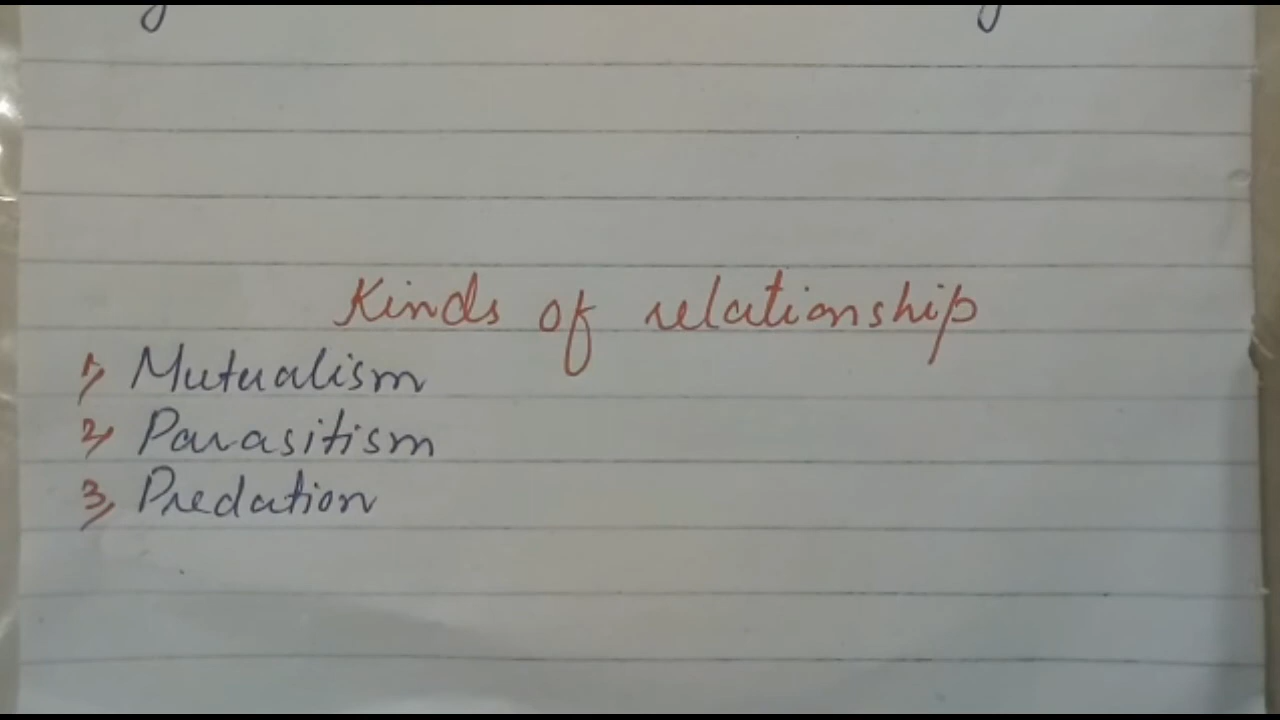 Kinds of relationship
1, Mutualism
2, Parasitism
3, Predation